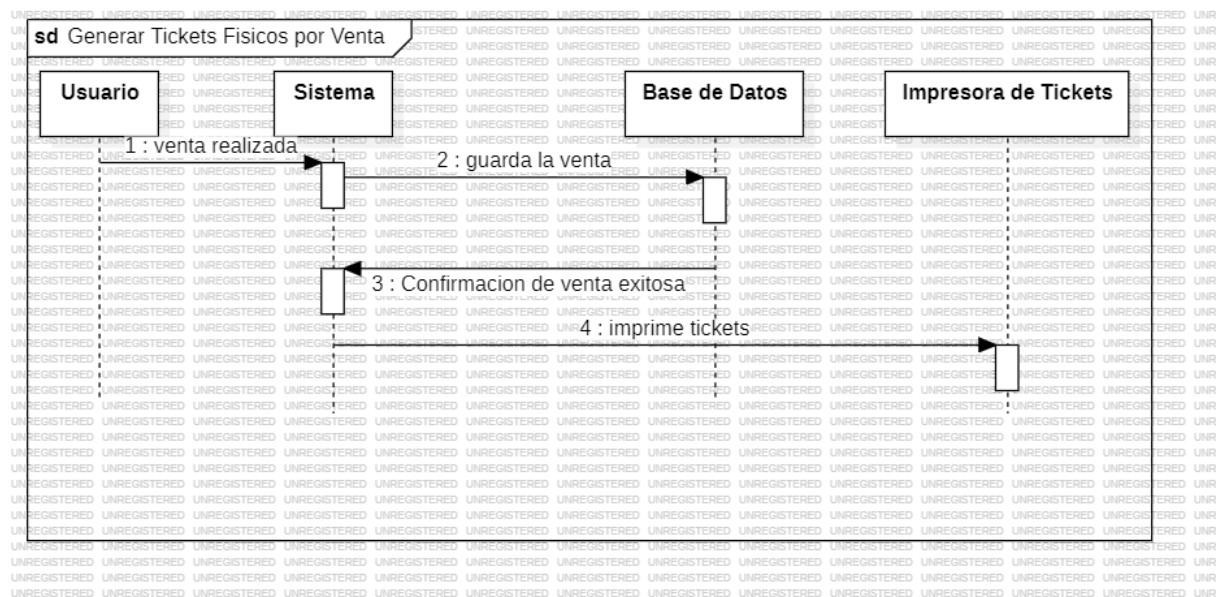 sd Generar Tickets Fisicos por Venta
Usuario
Sistema
Base de Datos
Impresora de Tickets
1 : venta realizada
2 : guarda la venta
3 : Confirmacion de venta exitosa
4 : imprime tickets
UNREGISTERED